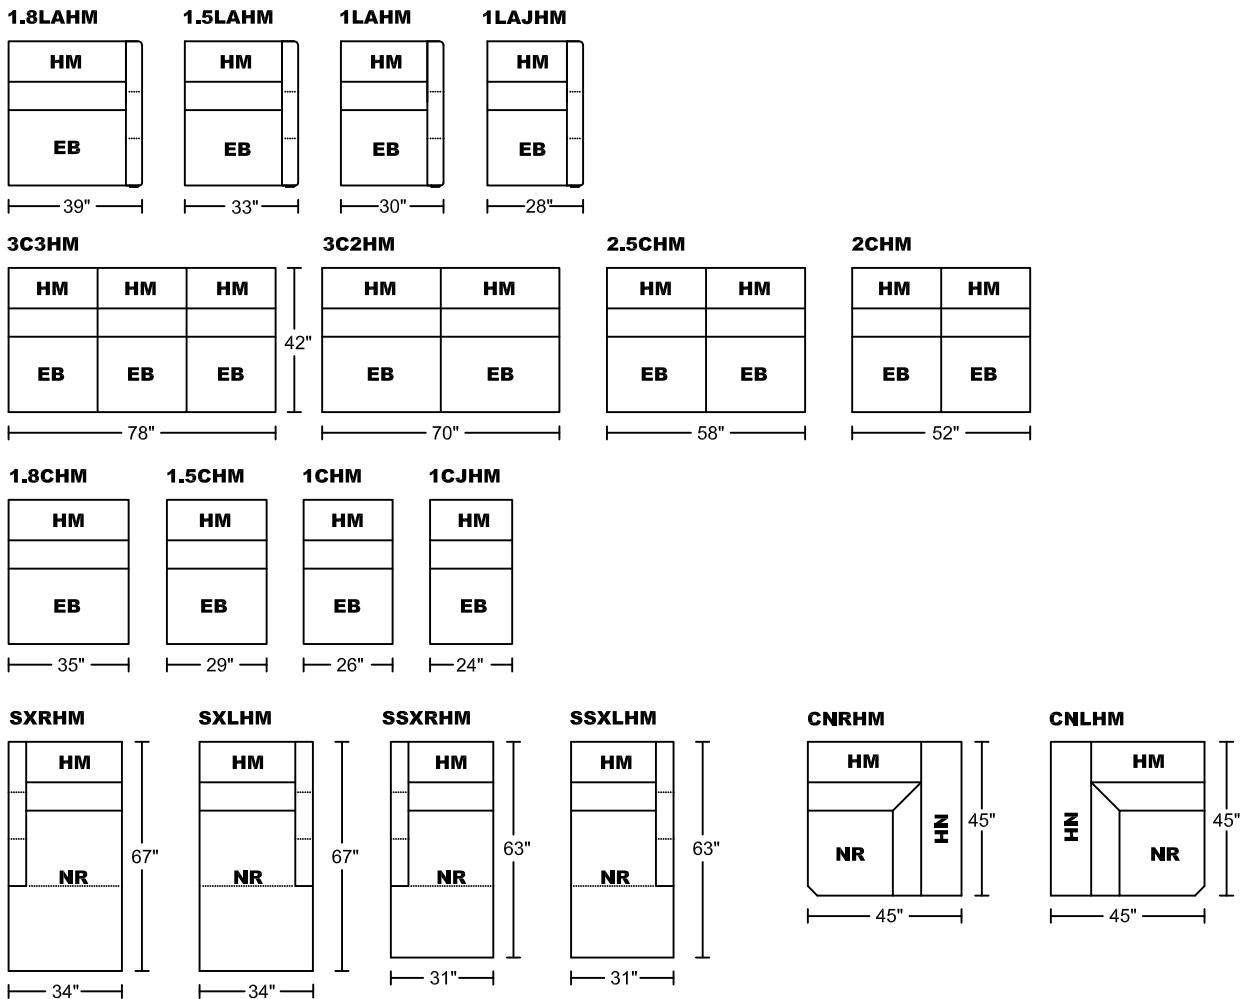 1.8LAHM 1.5LAHM 1LAHM 1LAJHM
HM HM HM HM
EB EB EB EB
39" 33" 30" 28"
3C3HM 3C2HM 2.5CHM 2CHM
HM HM HM HM HM HM HM HM HM
42"
EB EB EB EB EB EB EB EB EB
78" 70" 58" 52"
1.8CHM 1.5CHM 1CHM 1CJHM
HM HM HM HM
EB EB EB EB
35" 29" 26" 24"
SXRHM SXLHM SSXRHM SSXLHM CNRHM CNLHM
HM HM HM HM HM HM
HN 45" HN 45"
67" 67" 63" 63" NR NR
NR NR NR NR
45" 45"
34" 34" 31" 31"